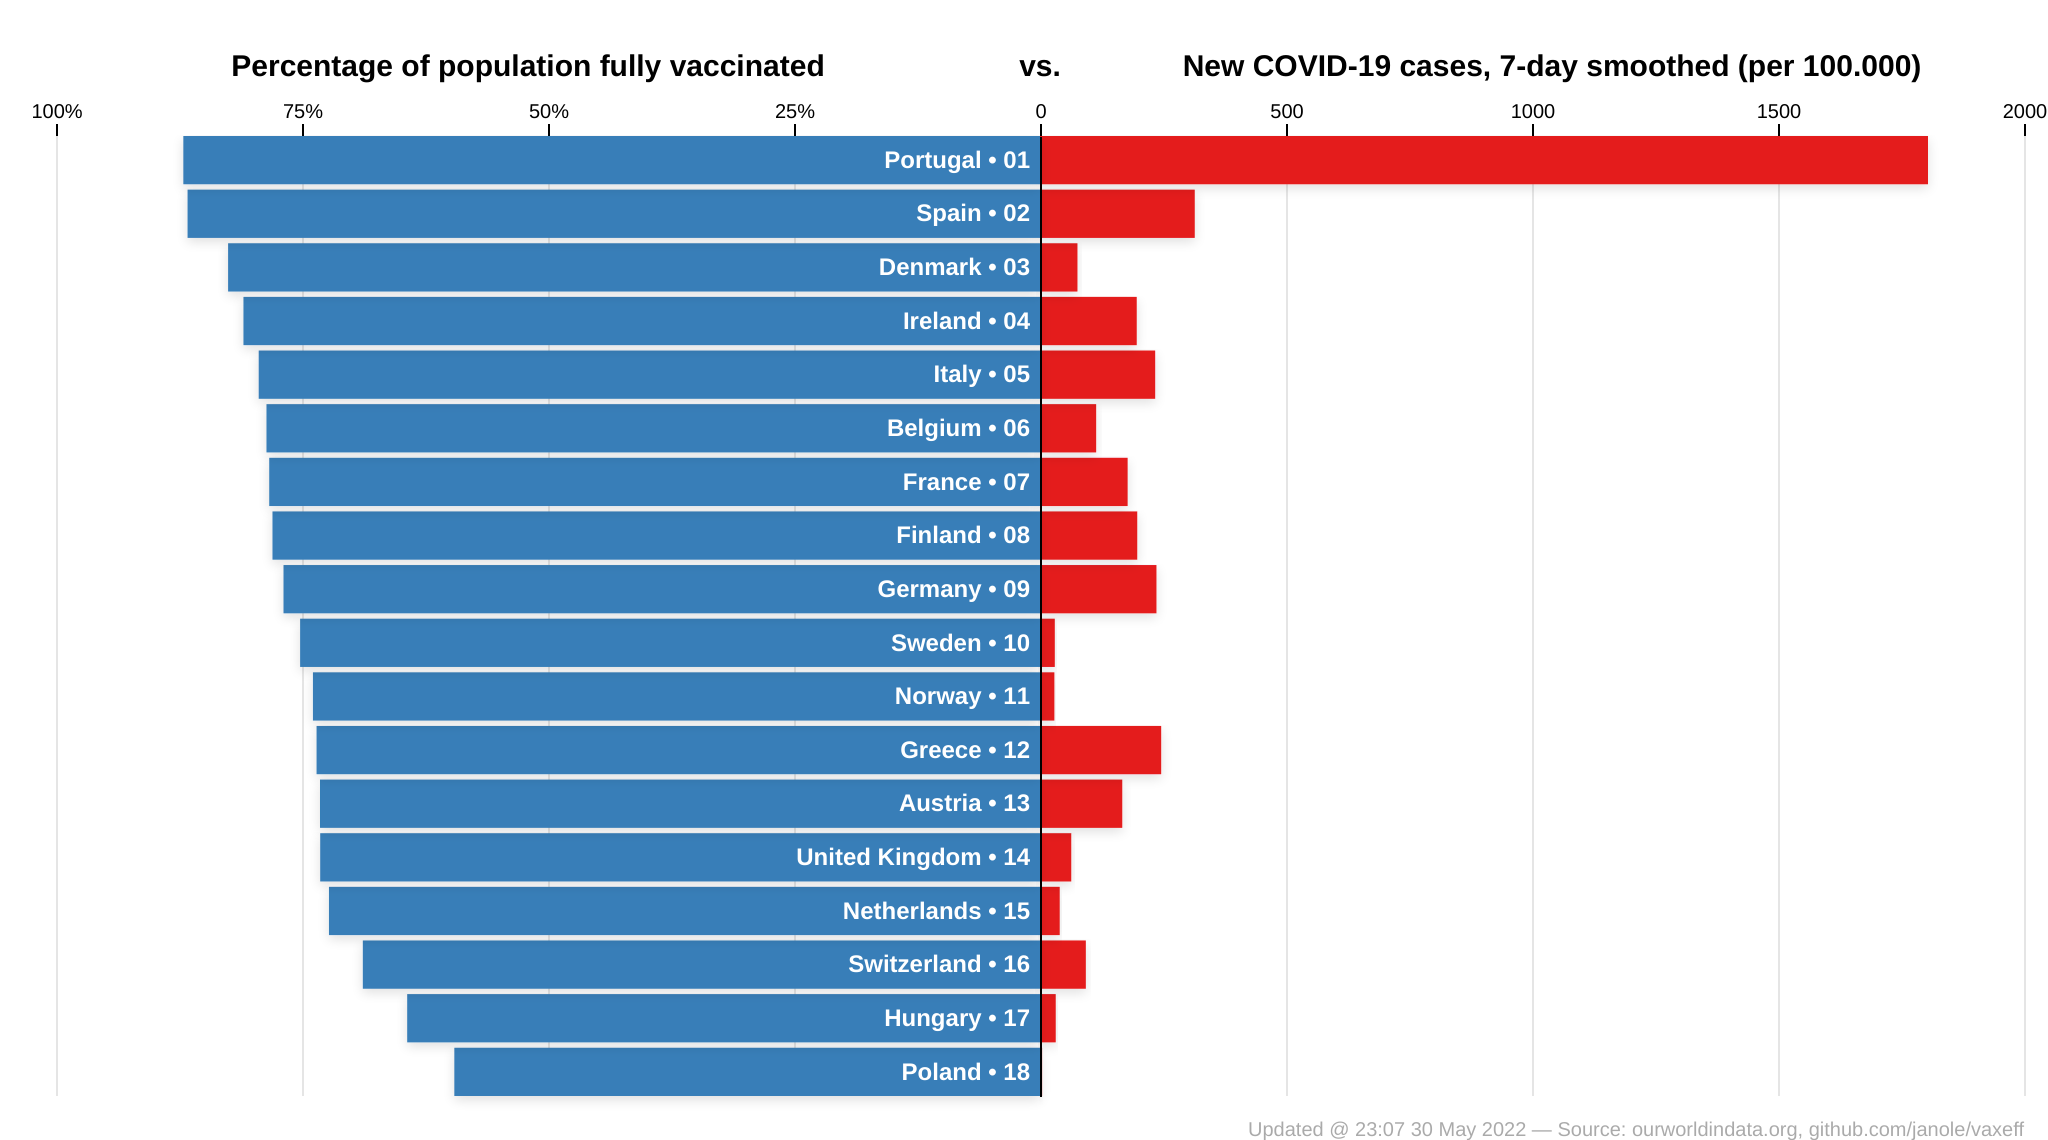 Percentage of population fully vaccinated vs. New COVID-19 cases, 7-day smoothed (per 100.000)
100% 75% 50% 25% 0 500 1000 1500 2000
Portugal • 01
Spain • 02
Denmark • 03
Ireland • 04
Italy • 05
Belgium • 06
France • 07
Finland • 08
Germany • 09
Sweden • 10
Norway • 11
Greece • 12
Austria • 13
United Kingdom • 14
Netherlands • 15
Switzerland • 16
Hungary • 17
Poland • 18
Updated @ 23:07 30 May 2022 — Source: ourworldindata.org, github.com/janole/vaxeff